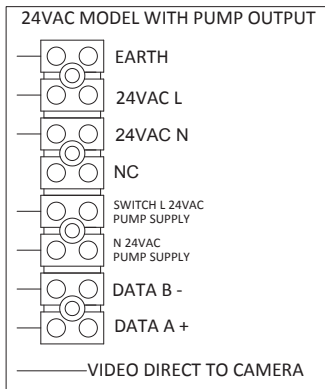 24VAC MODEL WITH PUMP OUTPUT
EARTH
24VAC L
24VAC N
NC
SWITCH L 24VAC
PUMP SUPPLY
N 24VAC
PUMP SUPPLY
DATA B -
DATA A +
VIDEO DIRECT TO CAMERA